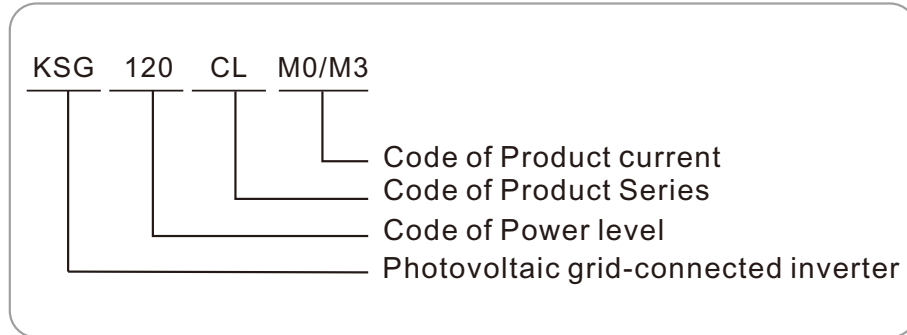 KSG 120 CL M0/M3
Code of Product current
Code of Product Series
Code of Power level
Photovoltaic grid-connected inverter